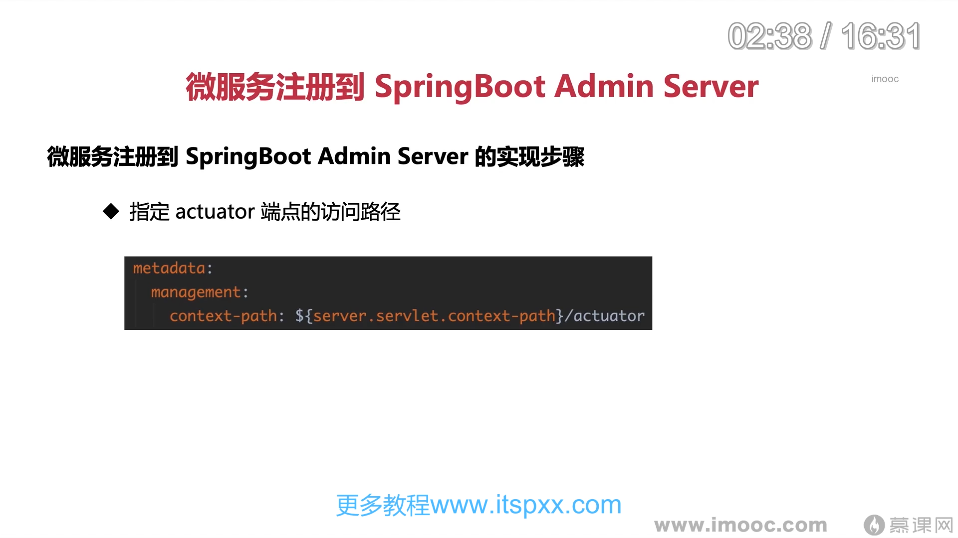 02:38 / 16:31
微服务注册到 SpringBoot Admin Server
imooc
微服务注册到 SpringBoot Admin Server 的实现步骤
◆ 指定 actuator 端点的访问路径
metadata:
management:
context-path: ${server.servlet.context-path}/actuator
更多教程www.itspxx.com
www.imooc.com
慕课网